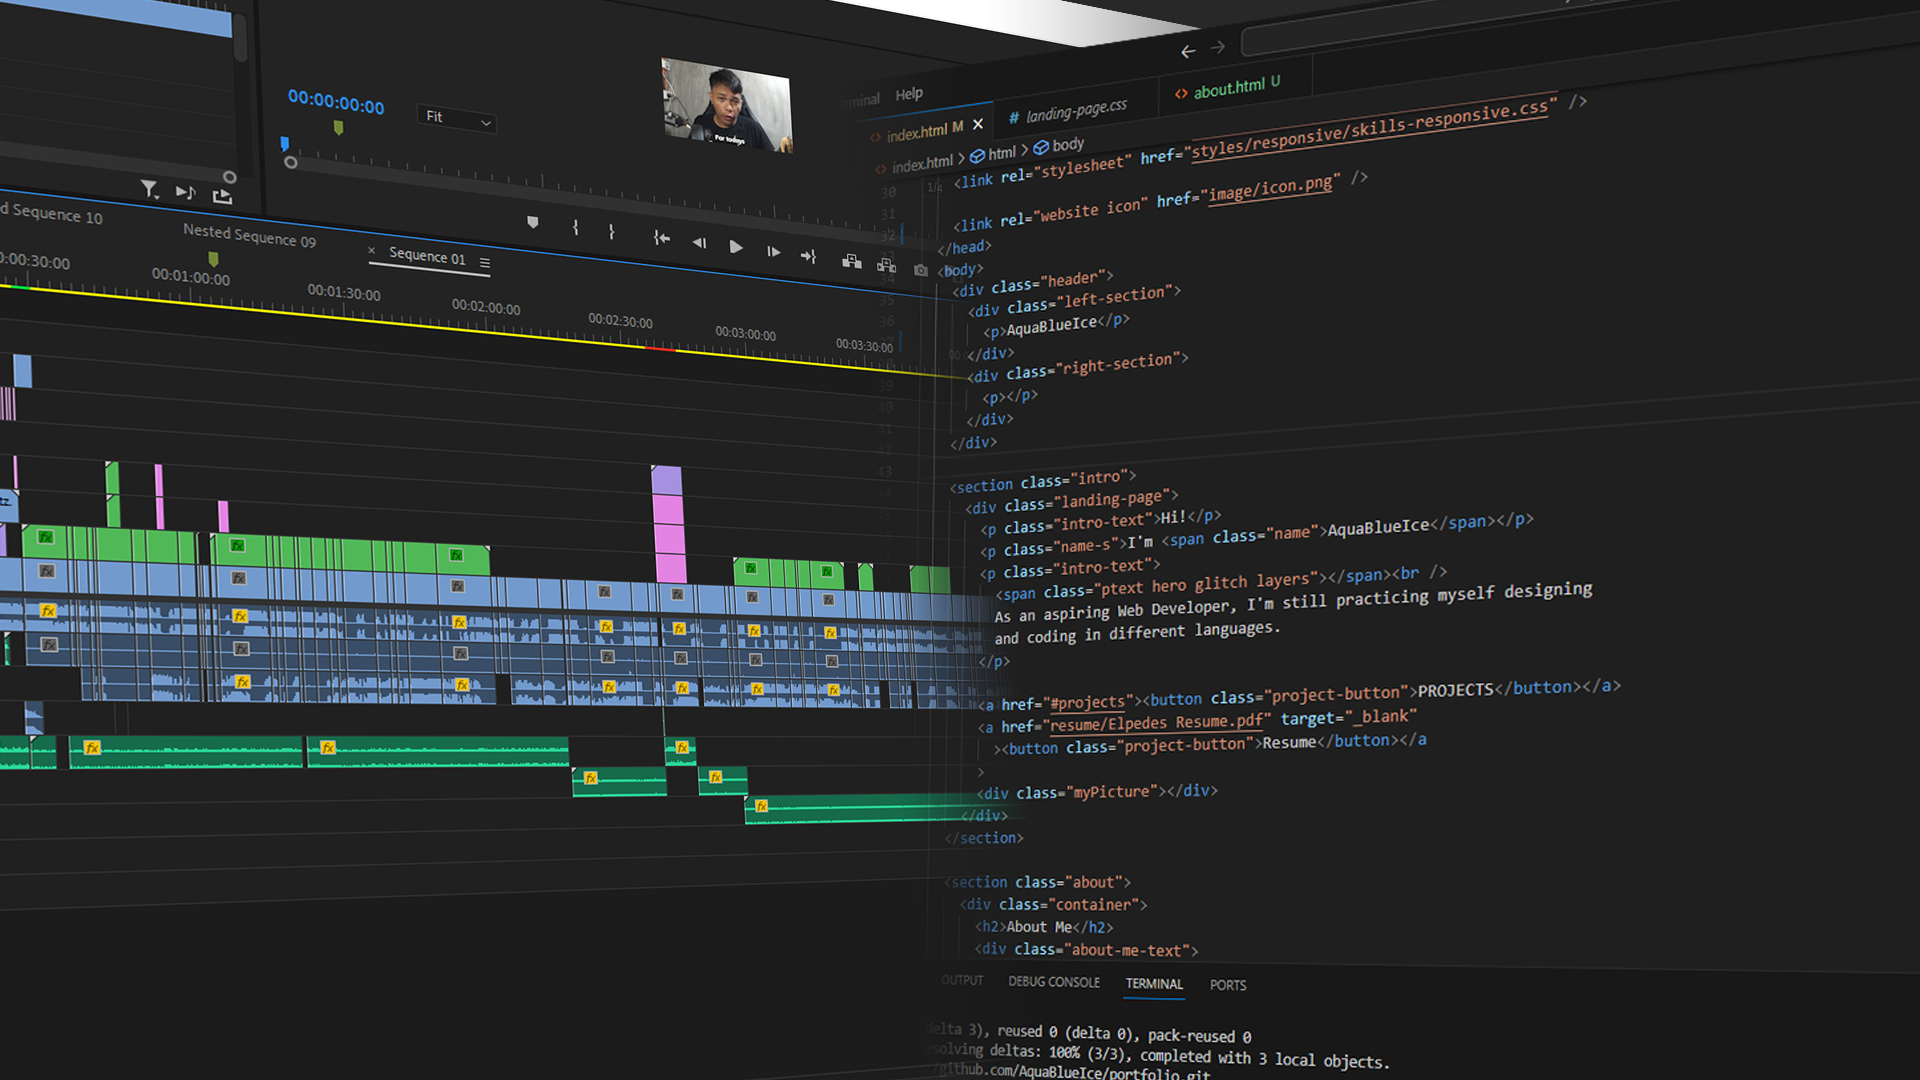 00:00:00:00
Fit
For todays
d Sequence 10
Nested Sequence 09
× Sequence 01
0:00:30:00
00:01:00:00
00:01:30:00
00:02:00:00
00:02:30:00
00:03:00:00
00:03:30:00
Help
index.html M ×
# landing-page.css
<> about.html U
index.html > html > body
<link rel="stylesheet" href="styles/responsive/skills-responsive.css" />
<link rel="website icon" href="image/icon.png" />
</head>
<body>
<div class="header">
<div class="left-section">
<p>AquaBlueIce</p>
</div>
<div class="right-section">
<p></p>
</div>
</div>
<section class="intro">
<div class="landing-page">
<p class="intro-text">Hi!</p>
<p class="name-s">I'm <span class="name">AquaBlueIce</span></p>
<p class="intro-text">
<span class="ptext hero glitch layers"></span><br />
As an aspiring Web Developer, I'm still practicing myself designing
and coding in different languages.
</p>
<a href="#projects"><button class="project-button">PROJECTS</button></a>
<a href="resume/Elpedes Resume.pdf" target="_blank"
><button class="project-button">Resume</button></a
>
<div class="myPicture"></div>
</div>
</section>
<section class="about">
<div class="container">
<h2>About Me</h2>
<div class="about-me-text">
OUTPUT
DEBUG CONSOLE
TERMINAL
PORTS
delta 3), reused 0 (delta 0), pack-reused 0
solving deltas: 100% (3/3), completed with 3 local objects.
/github.com/AquaBlueIce/portfolio.git